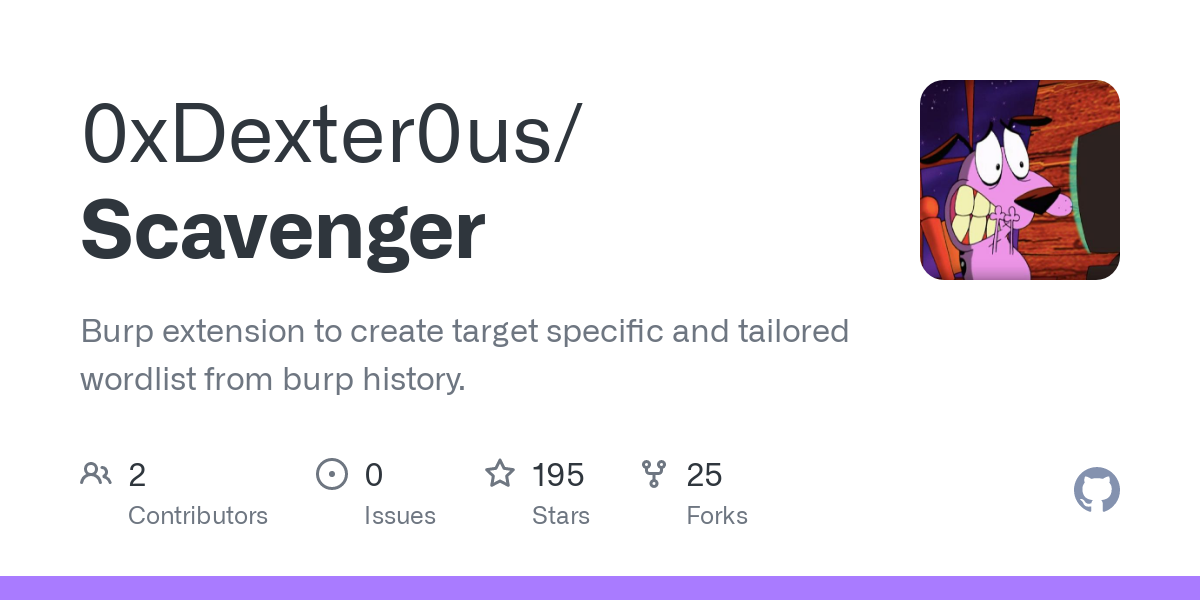 0xDexter0us/
Scavenger
Burp extension to create target specific and tailored
wordlist from burp history.
2
Contributors
0
Issues
195
Stars
25
Forks